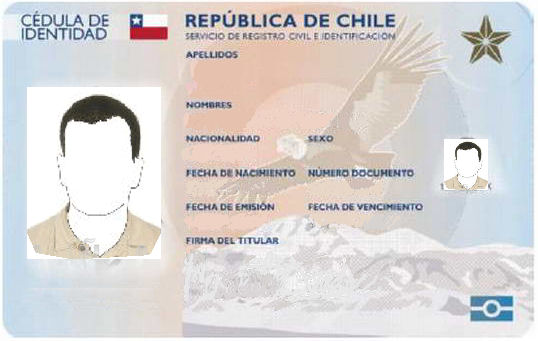 CÉDULA DE
IDENTIDAD
REPÚBLICA DE CHILE
SERVICIO DE REGISTRO CIVIL E IDENTIFICACIÓN
APELLIDOS
NOMBRES
NACIONALIDAD SEXO
FECHA DE NACIMIENTO NÚMERO DOCUMENTO
FECHA DE EMISIÓN FECHA DE VENCIMIENTO
FIRMA DEL TITULAR